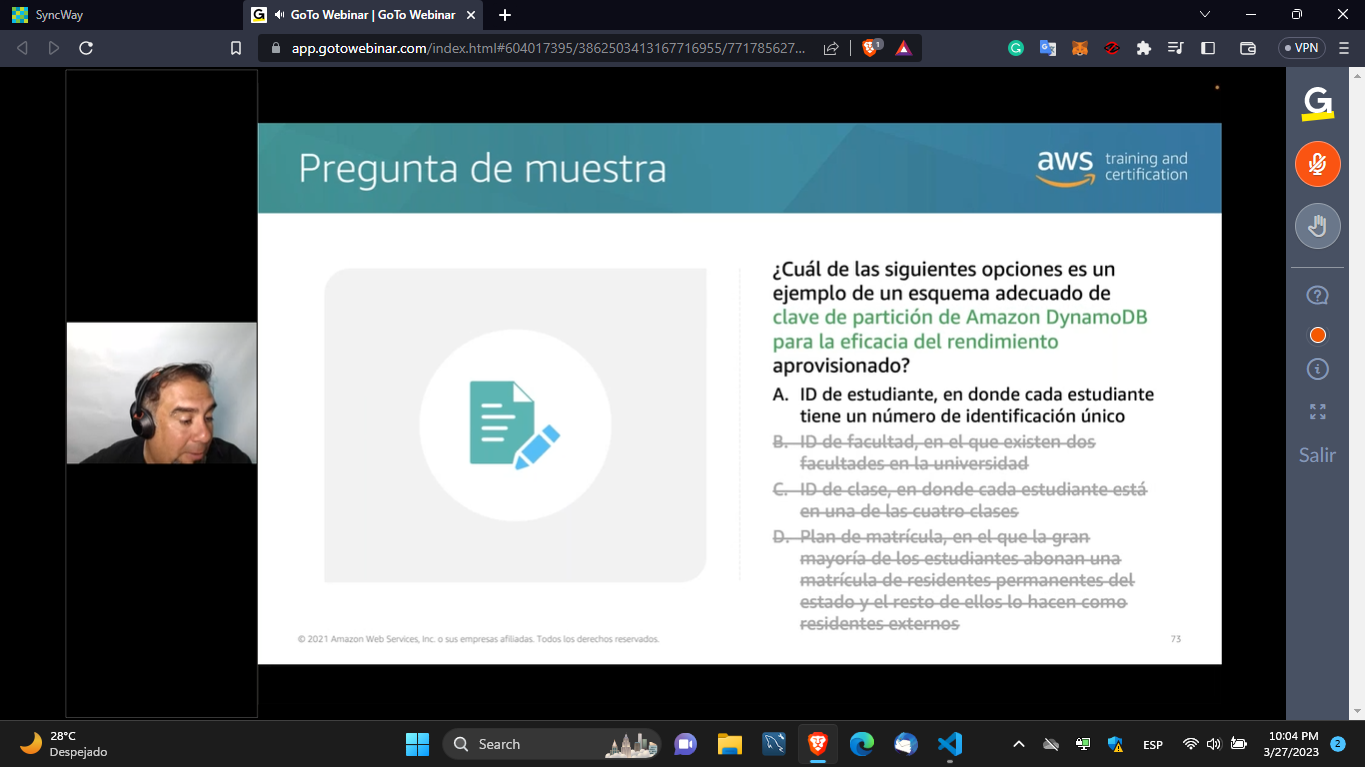 SyncWay
GoTo Webinar | GoTo Webinar
app.gotowebinar.com/index.html#604017395/3862503413167716955/771785627...
1
VPN
Pregunta de muestra
aws training and
certification
¿Cuál de las siguientes opciones es un
ejemplo de un esquema adecuado de
clave de partición de Amazon DynamoDB
para la eficacia del rendimiento
aprovisionado?
A. ID de estudiante, en donde cada estudiante
tiene un número de identificación único
B. ID de facultad, en el que existen dos
facultades en la universidad
C. ID de clase, en donde cada estudiante está
en una de las cuatro clases
D. Plan de matrícula, en el que la gran
mayoría de los estudiantes abonan una
matrícula de residentes permanentes del
estado y el resto de ellos lo hacen como
residentes externos
© 2021 Amazon Web Services, Inc. o sus empresas afiliadas. Todos los derechos reservados.
73
G
Salir
28°C
Despejado
Search
ESP
10:04 PM
3/27/2023
2